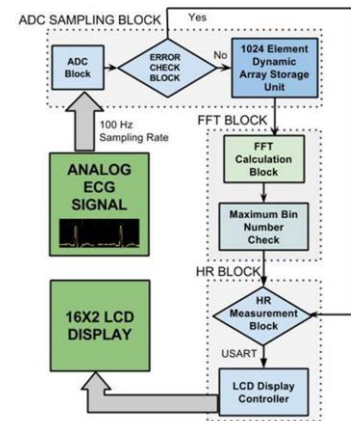 ADC SAMPLING BLOCK
Yes
ADC
Block
ERROR
CHECK
BLOCK
No
1024 Element
Dynamic
Array Storage
Unit
100 Hz
Sampling Rate
FFT BLOCK
FFT
Calculation
Block
ANALOG
ECG
SIGNAL
Maximum Bin
Number
Check
HR BLOCK
16X2 LCD
DISPLAY
HR
Measurement
Block
USART
LCD Display
Controller